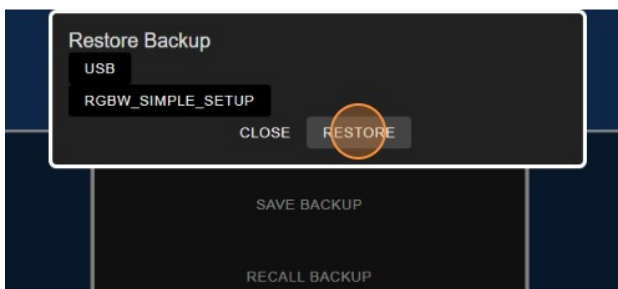 Restore Backup
USB
RGBW_SIMPLE_SETUP
CLOSE RESTORE
SAVE BACKUP
RECALL BACKUP